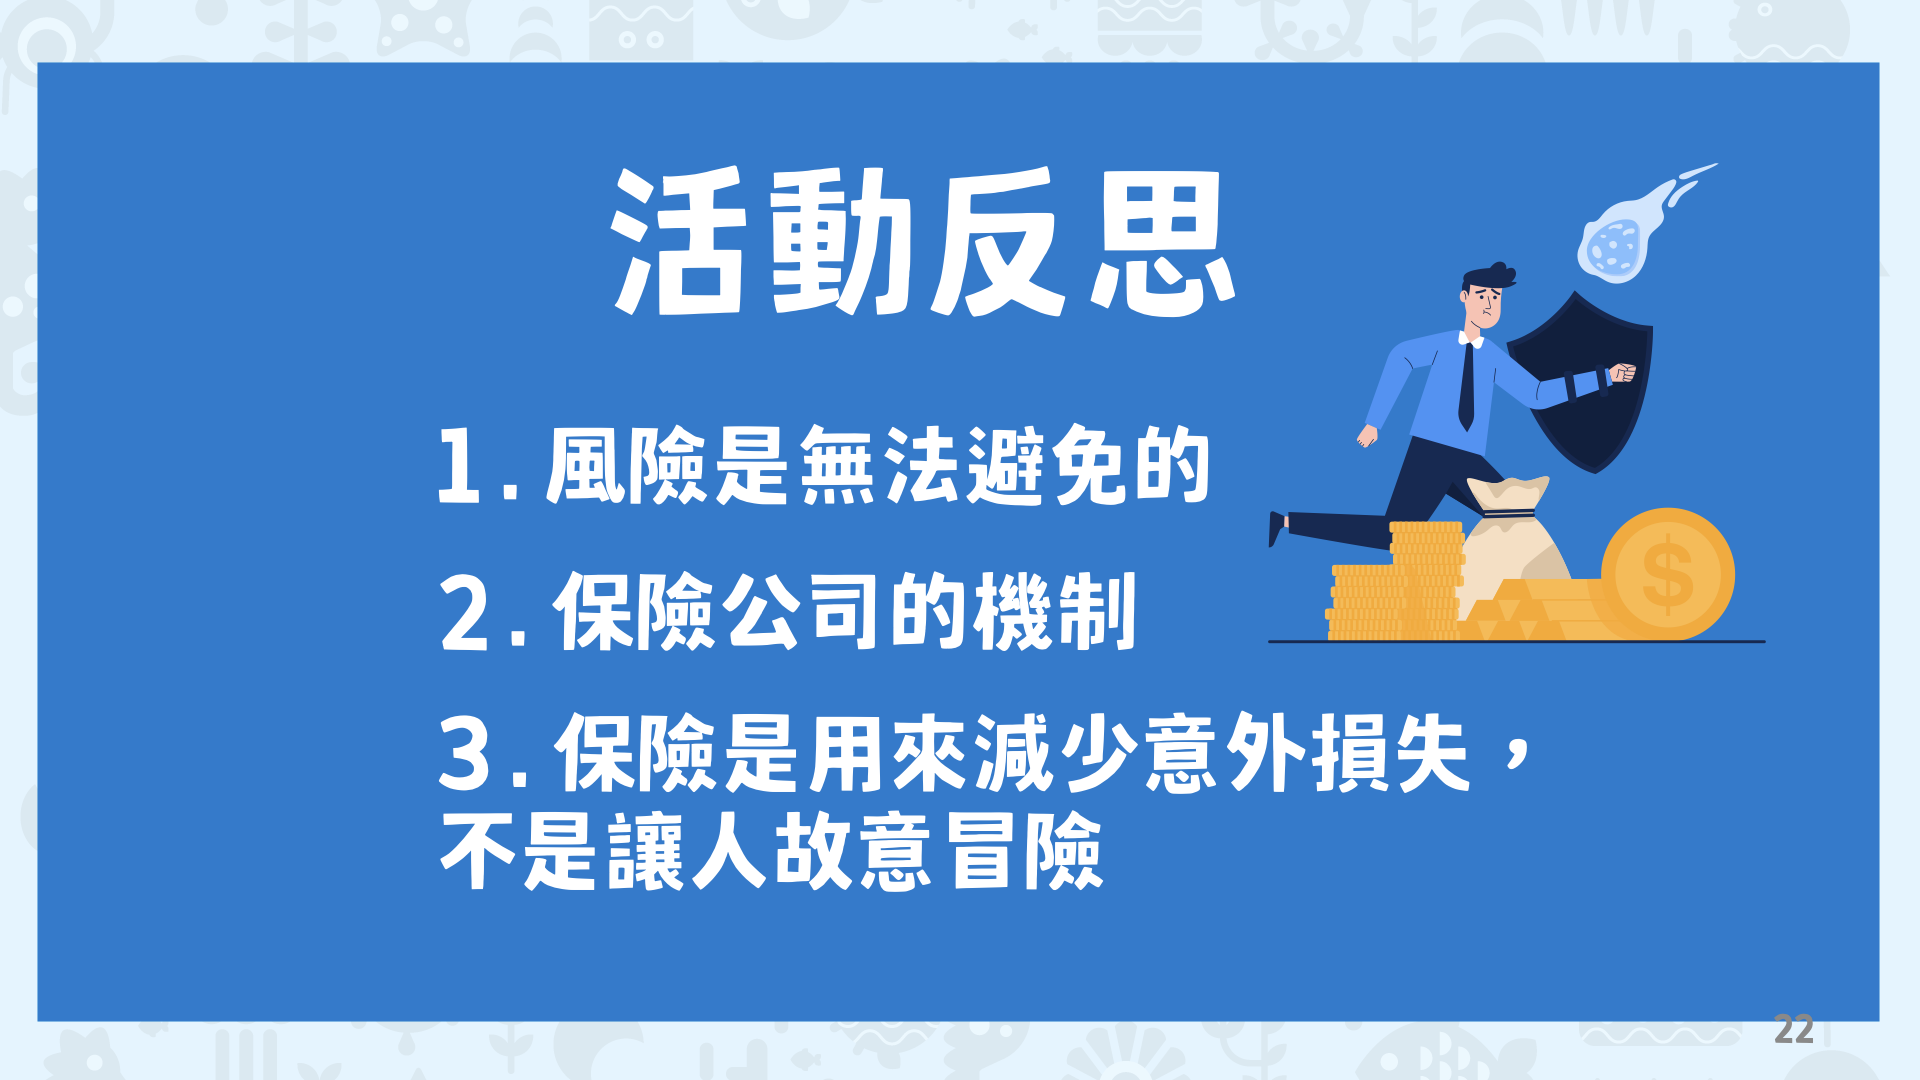 活動反思
1.風險是無法避免的
2.保險公司的機制
3.保險是用來減少意外損失，
不是讓人故意冒險
$
22